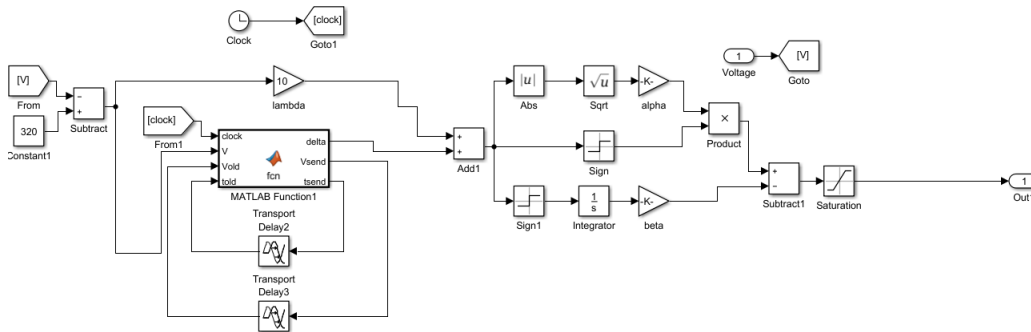 [clock]
Clock
Goto1
[V]
From
−
+
Subtract
320
Constant1
10
lambda
[clock]
From1
clock
V
Vold
told
fcn
delta
Vsend
tsend
MATLAB Function1
Transport
Delay2
Transport
Delay3
+
+
Add1
|u|
Abs
√u
Sqrt
-K-
alpha
Sign
Sign1
1
s
Integrator
-K-
beta
×
Product
1
Voltage
[V]
Goto
+
−
Subtract1
Saturation
1
Out1